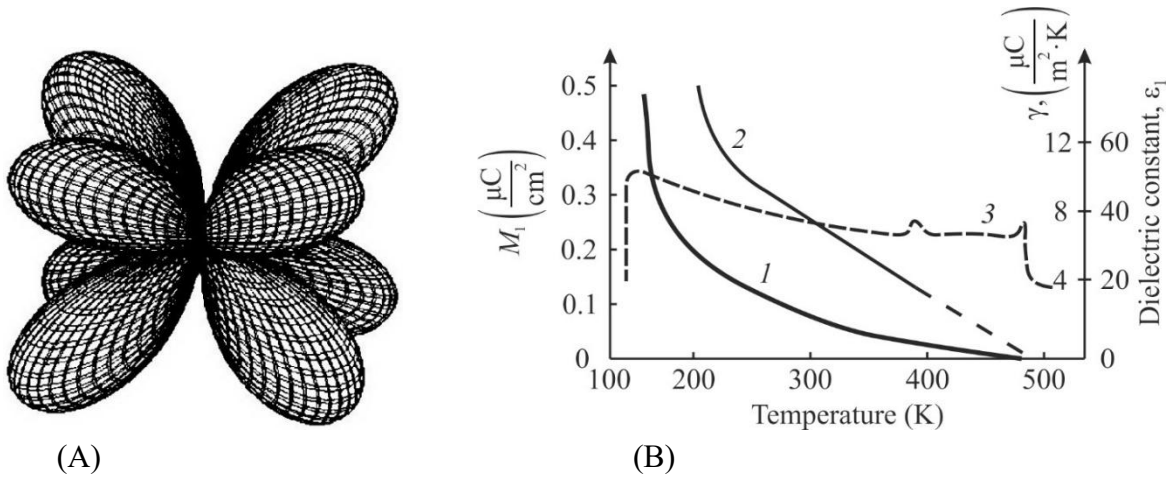 M₁ (μC/cm²)
0.5
0.4
0.3
0.2
0.1
0
1
2
3
γ, (μC/m²·K)
12
8
4
Dielectric constant, ε₁
60
40
20
0
100 200 300 400 500
Temperature (K)
(A) (B)